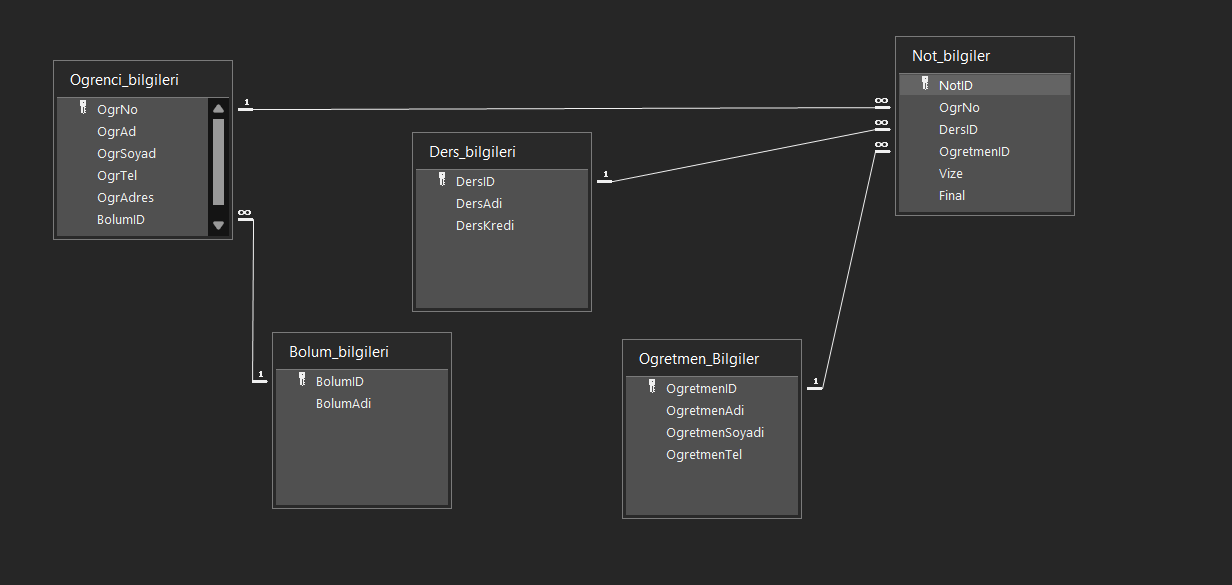 Ogrenci_bilgileri
OgrNo
OgrAd
OgrSoyad
OgrTel
OgrAdres
BolumID
1
∞
Ders_bilgileri
DersID
DersAdi
DersKredi
1
Not_bilgiler
NotID
OgrNo
DersID
OgretmenID
Vize
Final
∞
∞
∞
Bolum_bilgileri
BolumID
BolumAdi
1
Ogretmen_Bilgiler
OgretmenID
OgretmenAdi
OgretmenSoyadi
OgretmenTel
1